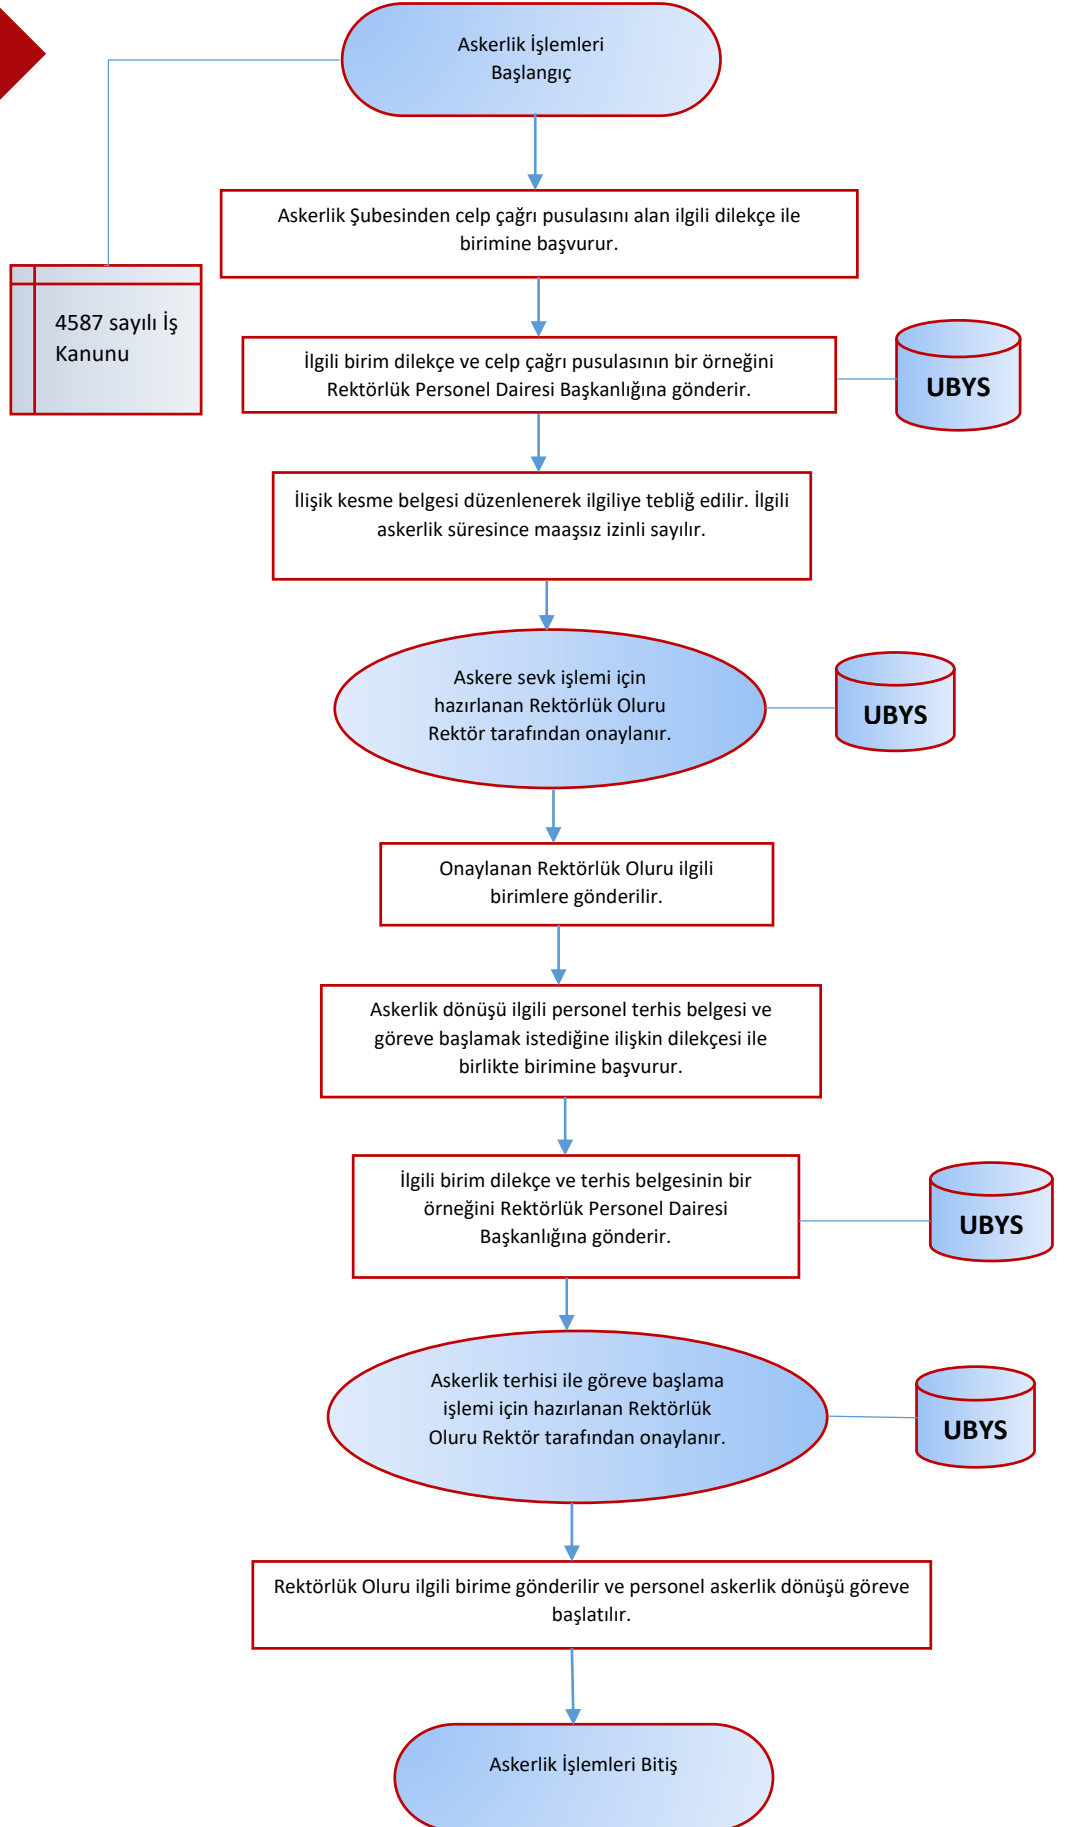 Askerlik İşlemleri
Başlangıç
Askerlik Şubesinden celp çağrı pusulasını alan ilgili dilekçe ile
birimine başvurur.
4587 sayılı İş
Kanunu
İlgili birim dilekçe ve celp çağrı pusulasının bir örneğini
Rektörlük Personel Dairesi Başkanlığına gönderir.
UBYS
İlişik kesme belgesi düzenlenerek ilgiliye tebliğ edilir. İlgili
askerlik süresince maaşsız izinli sayılır.
Askere sevk işlemi için
hazırlanan Rektörlük Oluru
Rektör tarafından onaylanır.
UBYS
Onaylanan Rektörlük Oluru ilgili
birimlere gönderilir.
Askerlik dönüşü ilgili personel terhis belgesi ve
göreve başlamak istediğine ilişkin dilekçesi ile
birlikte birimine başvurur.
İlgili birim dilekçe ve terhis belgesinin bir
örneğini Rektörlük Personel Dairesi
Başkanlığına gönderir.
UBYS
Askerlik terhisi ile göreve başlama
işlemi için hazırlanan Rektörlük
Oluru Rektör tarafından onaylanır.
UBYS
Rektörlük Oluru ilgili birime gönderilir ve personel askerlik dönüşü göreve
başlatılır.
Askerlik İşlemleri Bitiş